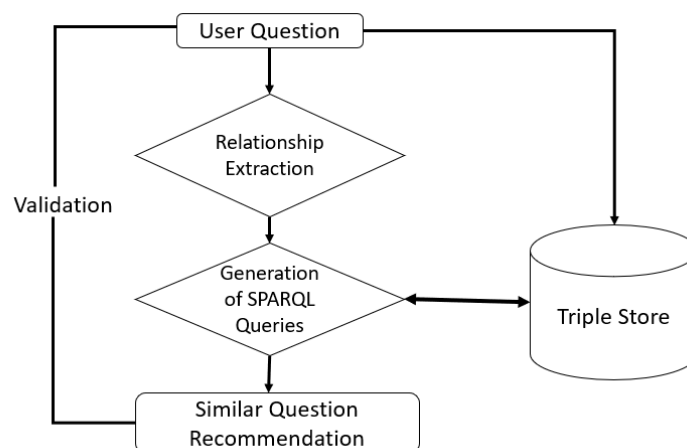 User Question
Relationship
Extraction
Validation
Generation
of SPARQL
Queries
Triple Store
Similar Question
Recommendation